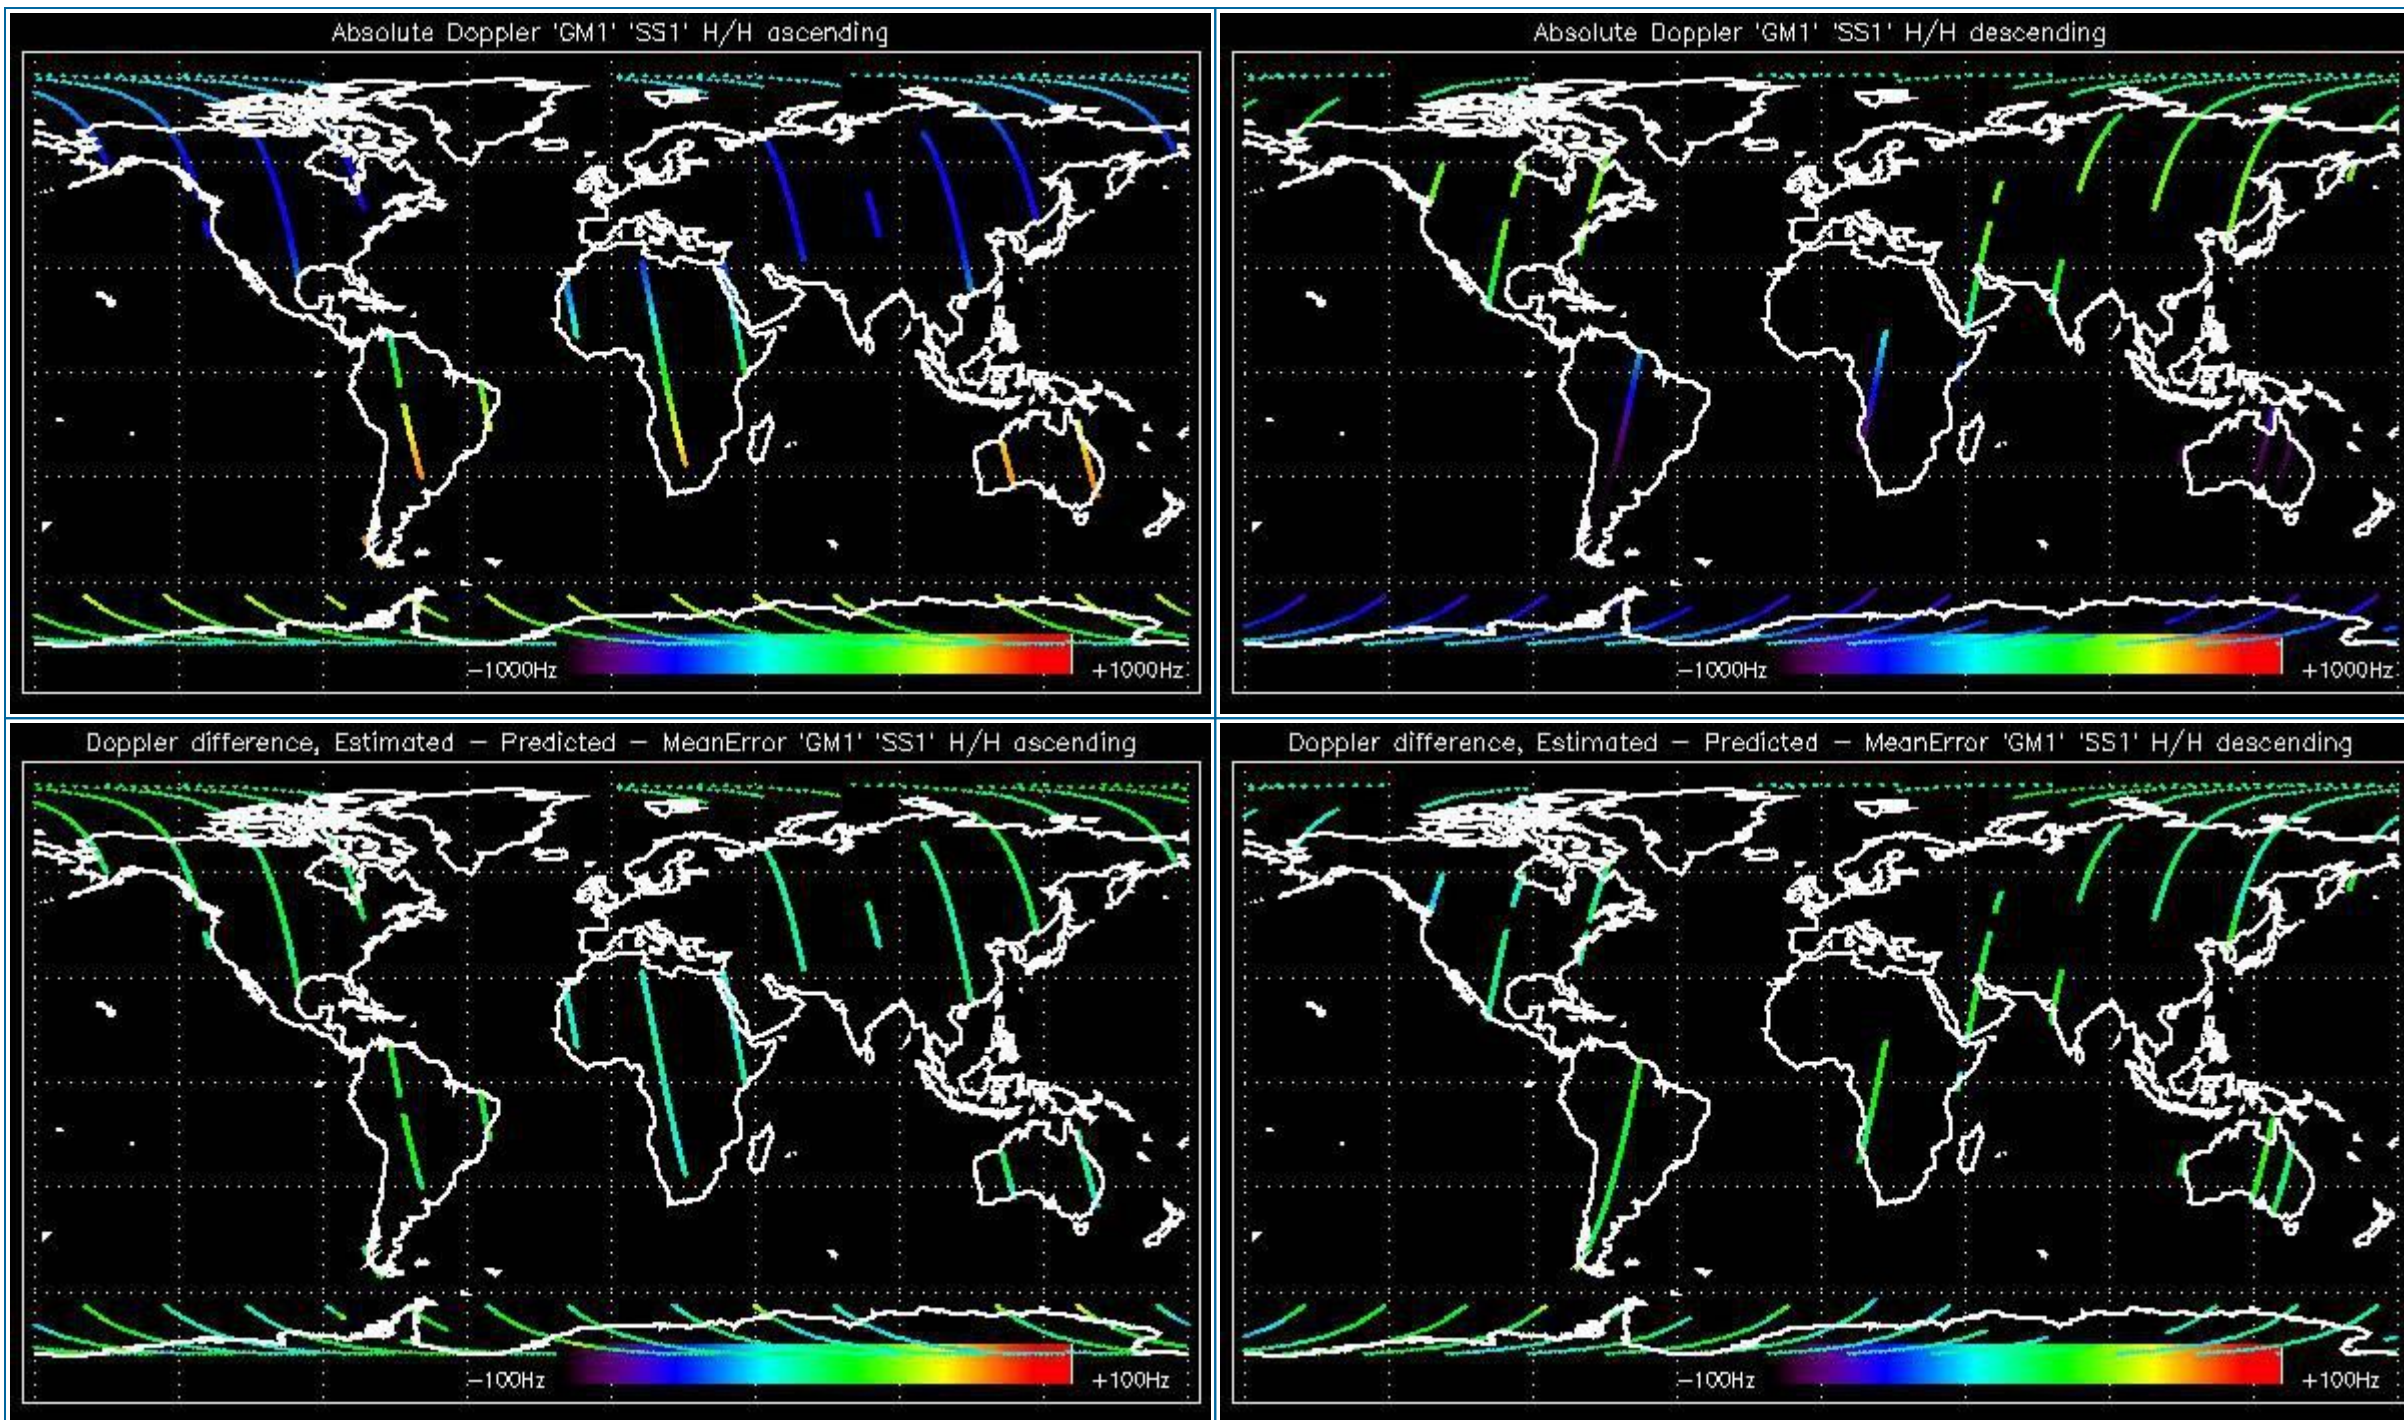 Absolute Doppler 'GM1' 'SS1' H/H ascending
−1000Hz
+1000Hz
Absolute Doppler 'GM1' 'SS1' H/H descending
−1000Hz
+1000Hz
Doppler difference, Estimated − Predicted − MeanError 'GM1' 'SS1' H/H ascending
−100Hz
+100Hz
Doppler difference, Estimated − Predicted − MeanError 'GM1' 'SS1' H/H descending
−100Hz
+100Hz